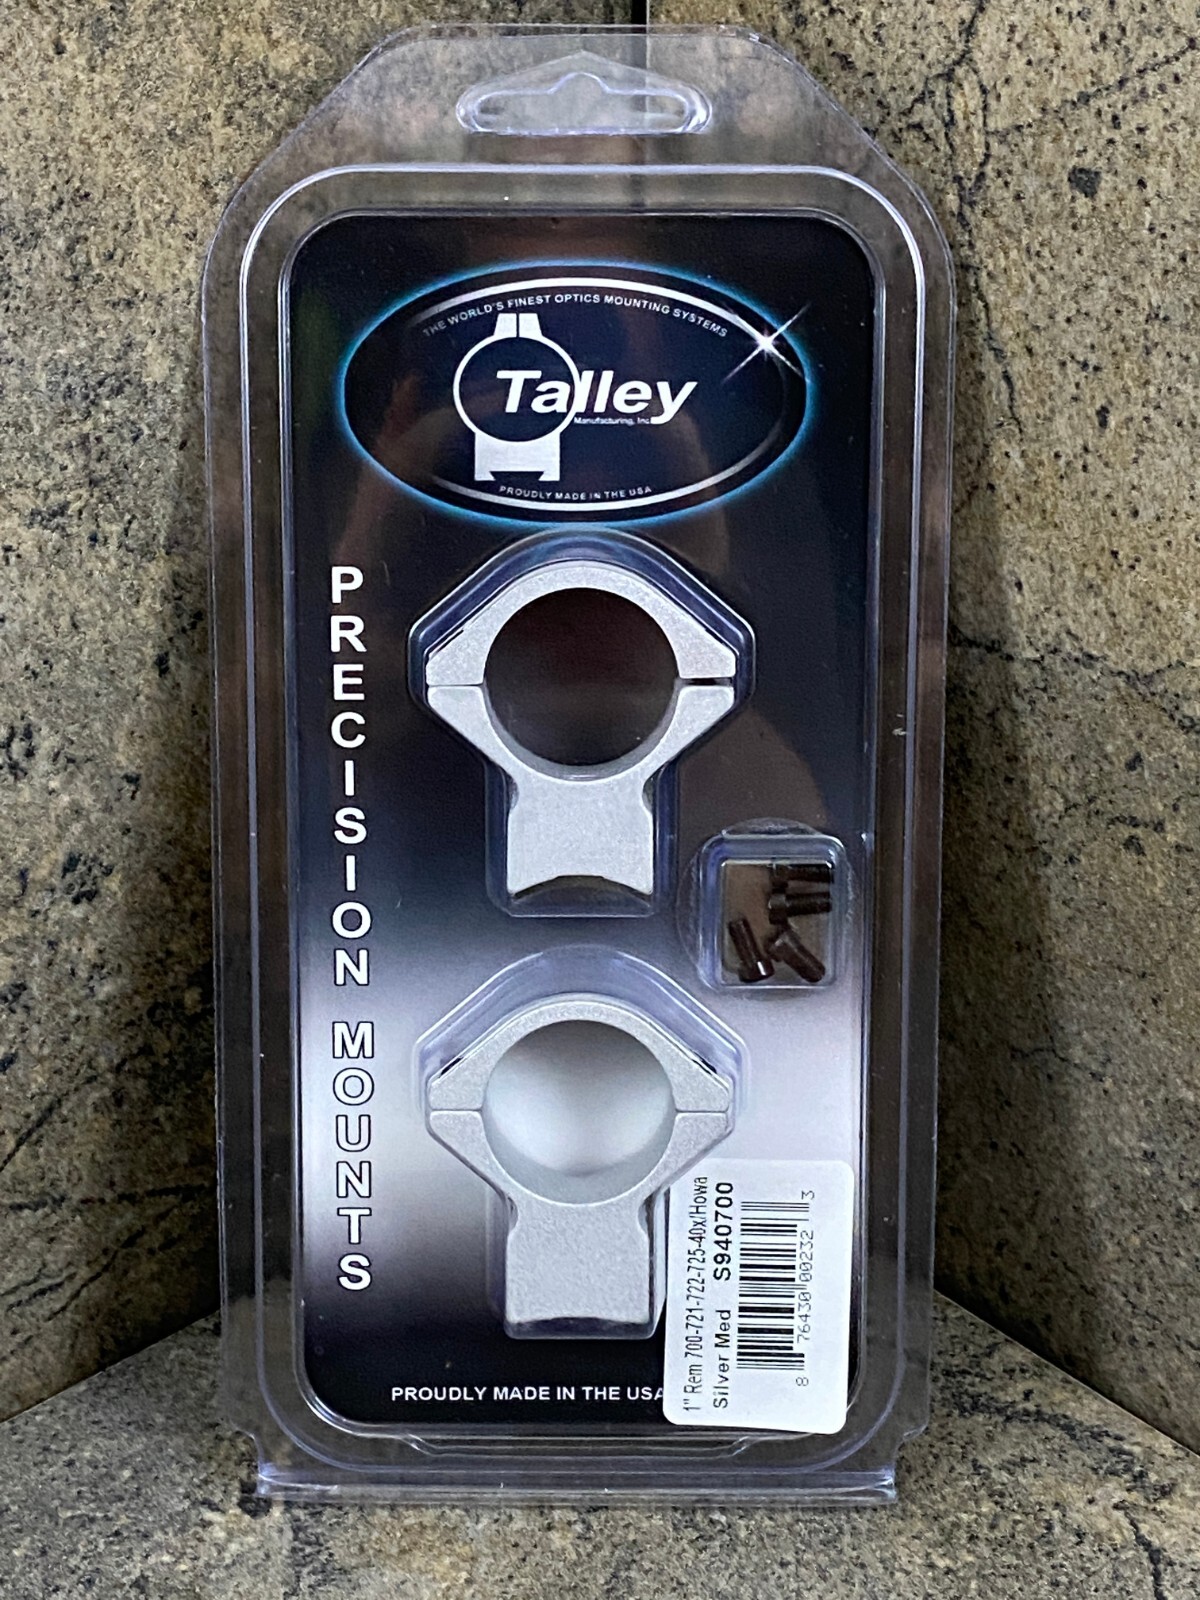 THE WORLD'S FINEST OPTICS MOUNTING SYSTEMS
Talley
Manufacturing, Inc.
PROUDLY MADE IN THE USA
PRECISION MOUNTS
1" Rem 700-721-722-725-40x/Howa
Silver Med S940700
8 76430 00232 3
PROUDLY MADE IN THE USA